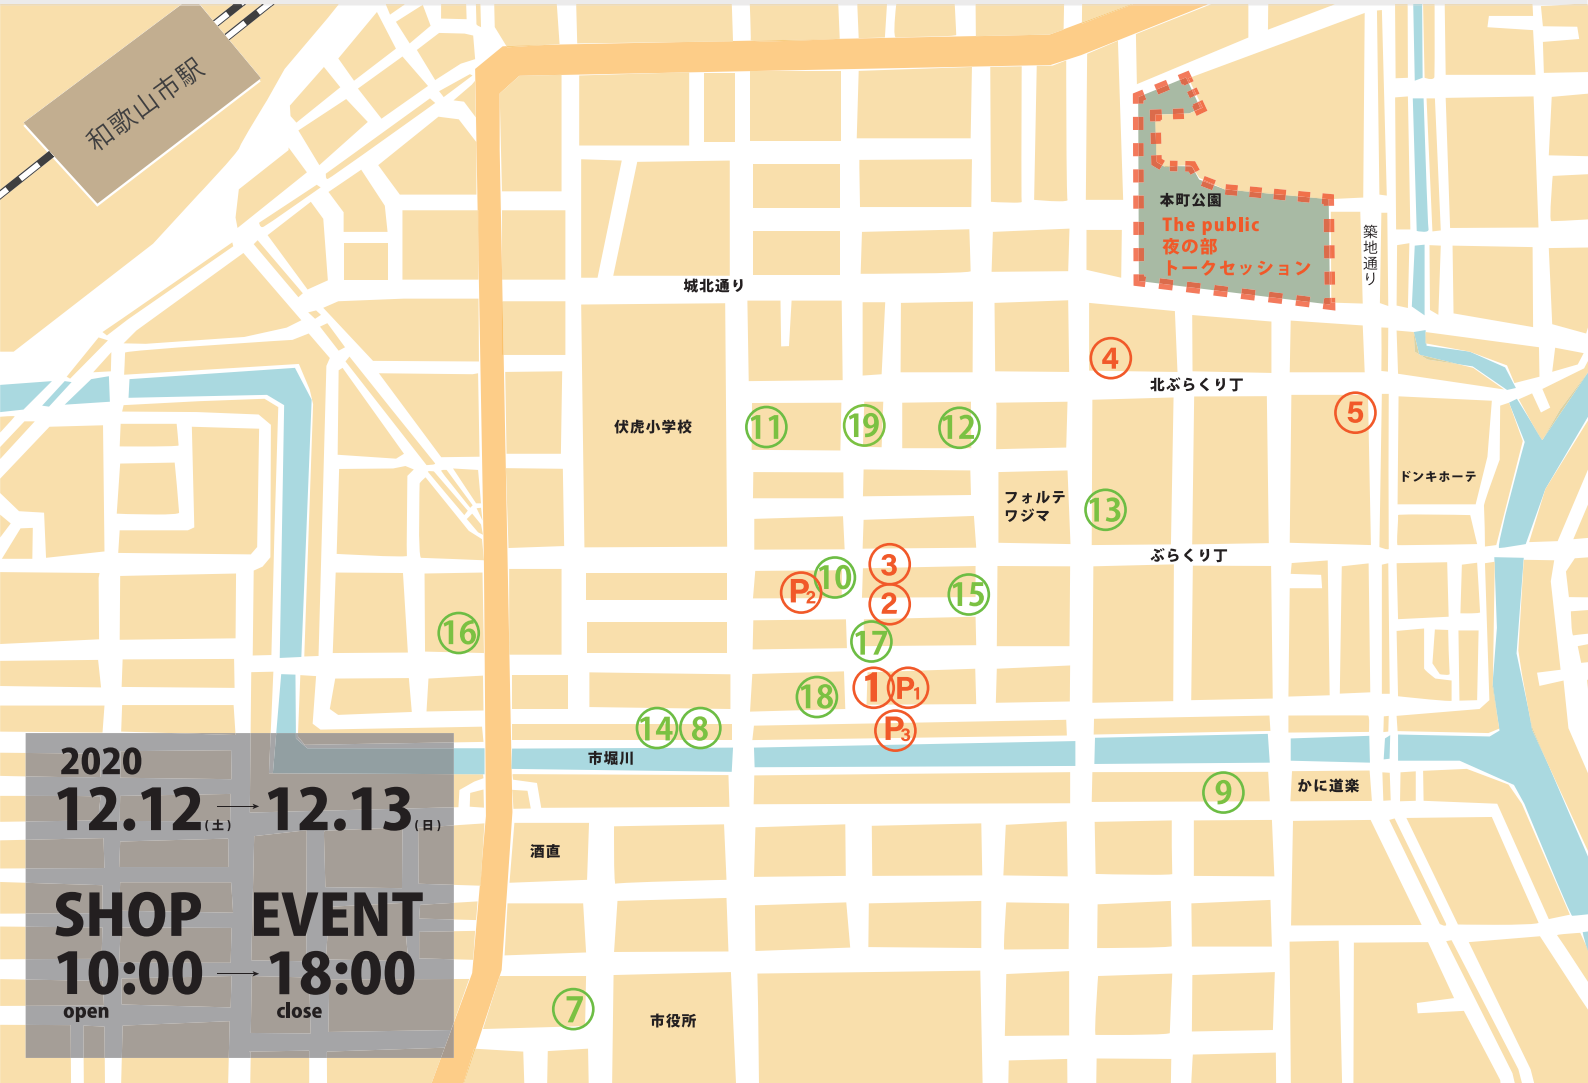 和歌山市駅
本町公園
The public
夜の部
トークセッション
築地通り
城北通り
4
北ぶらくり丁
5
伏虎小学校
11
19
12
ドンキホーテ
フォルテ
ワジマ
13
ぶらくり丁
3
10
P2
2
15
16
17
18
1
P1
14
8
P3
市堀川
かに道楽
9
2020
12.12(土) → 12.13(日)
酒直
SHOP EVENT
10:00 → 18:00
open close
7
市役所